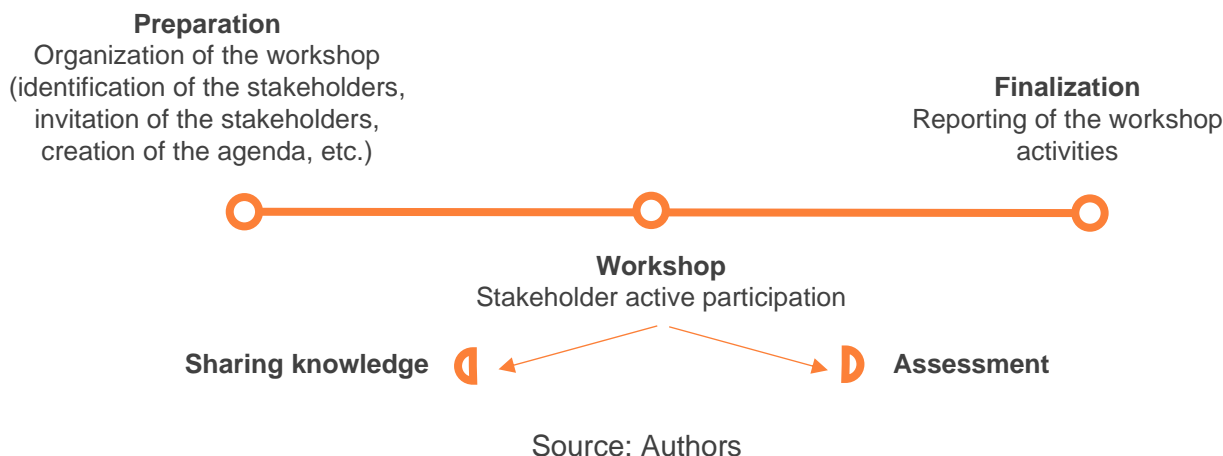 Preparation
Organization of the workshop
(identification of the stakeholders,
invitation of the stakeholders,
creation of the agenda, etc.)
Finalization
Reporting of the workshop
activities
Workshop
Stakeholder active participation
Sharing knowledge
Assessment
Source: Authors